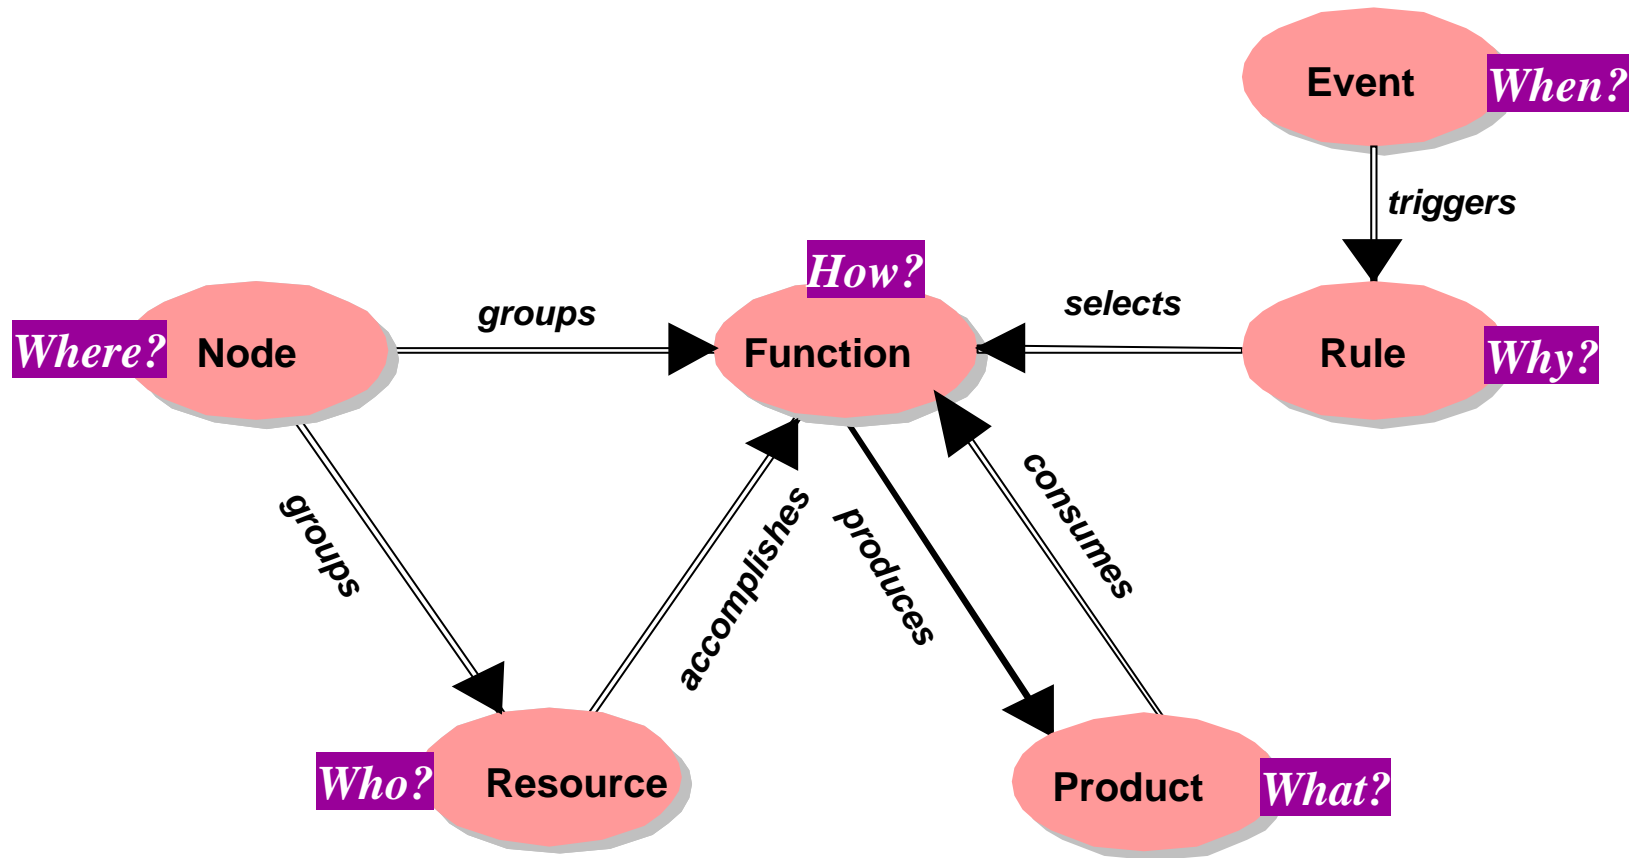 Event
When?
triggers
How?
groups
selects
Where?
Node
Function
Rule
Why?
groups
accomplishes
produces
consumes
Who?
Resource
Product
What?